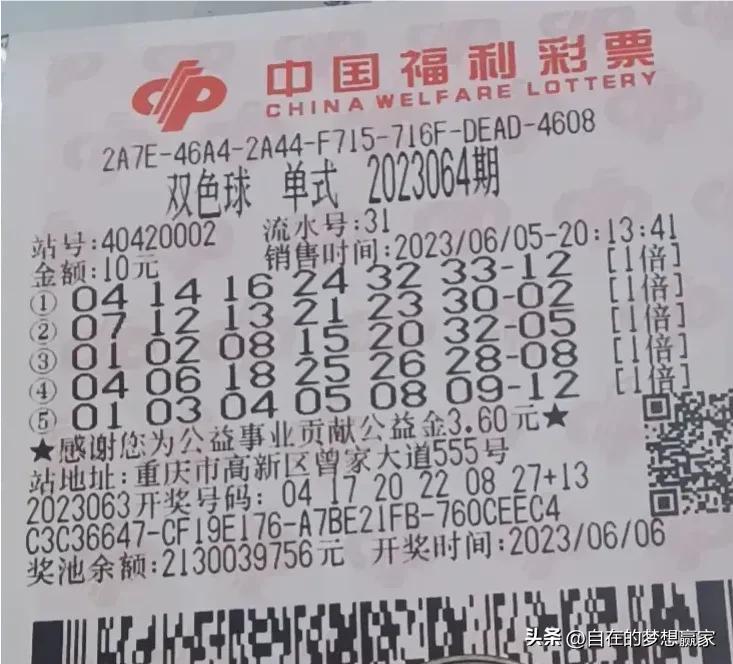 中国福利彩票
CHINA WELFARE LOTTERY
2A7E-46A4-2A44-F715-716F-DEAD-4608
双色球 单式 2023064期
站号:40420002 流水号:31
金额:10元 销售时间:2023/06/05-20:13:41
① 04 14 16 24 32 33-12 [1倍]
② 07 12 13 21 23 30-02 [1倍]
③ 01 02 08 15 20 32-05 [1倍]
④ 04 06 18 25 26 28-08 [1倍]
⑤ 01 03 04 05 08 09-12 [1倍]
★感谢您为公益事业贡献公益金3.60元★
站地址:重庆市高新区曾家大道555号
2023063开奖号码: 04 17 20 22 08 27+13
C3C36647-CF19E176-A7BE21FB-760CEEC4
奖池余额:2130039756元 开奖时间:2023/06/06
头条 @自在的梦想赢家